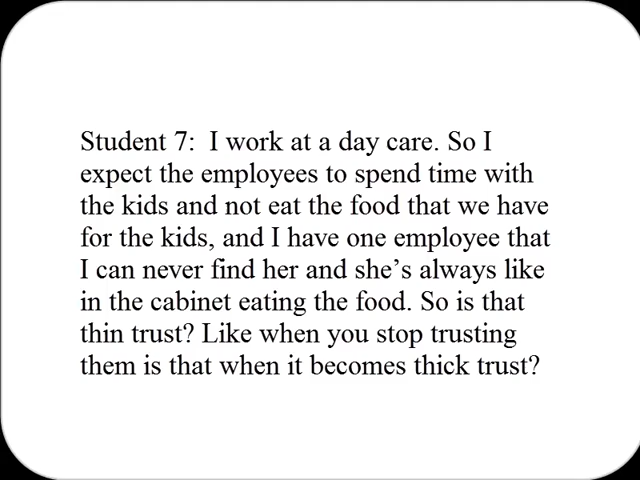 Student 7:  I work at a day care. So I
expect the employees to spend time with
the kids and not eat the food that we have
for the kids, and I have one employee that
I can never find her and she’s always like
in the cabinet eating the food. So is that
thin trust? Like when you stop trusting
them is that when it becomes thick trust?